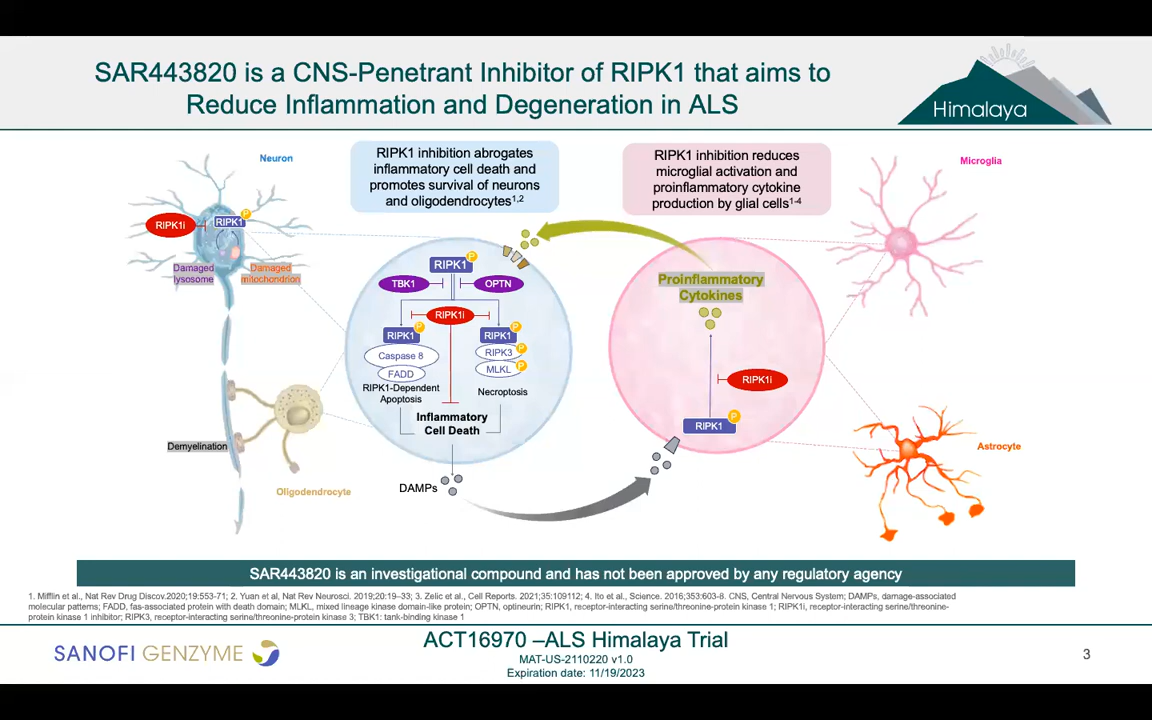 SAR443820 is a CNS-Penetrant Inhibitor of RIPK1 that aims to
Reduce Inflammation and Degeneration in ALS
Himalaya
Neuron
RIPK1i
RIPK1
P
Damaged
lysosome
Damaged
mitochondrion
Demyelination
Oligodendrocyte
RIPK1 inhibition abrogates
inflammatory cell death and
promotes survival of neurons
and oligodendrocytes1,2
RIPK1
P
TBK1
OPTN
RIPK1i
RIPK1
P
Caspase 8
FADD
RIPK1-Dependent
Apoptosis
RIPK1
P
RIPK3
P
MLKL
P
Necroptosis
Inflammatory
Cell Death
DAMPs
RIPK1 inhibition reduces
microglial activation and
proinflammatory cytokine
production by glial cells1-4
Proinflammatory
Cytokines
RIPK1i
RIPK1
P
Microglia
Astrocyte
SAR443820 is an investigational compound and has not been approved by any regulatory agency
1. Mifflin et al., Nat Rev Drug Discov.2020;19:553-71; 2. Yuan et al, Nat Rev Neurosci. 2019;20:19–33; 3. Zelic et al., Cell Reports. 2021;35:109112; 4. Ito et al., Science. 2016;353:603-8. CNS, Central Nervous System; DAMPs, damage-associated
molecular patterns; FADD, fas-associated protein with death domain; MLKL, mixed lineage kinase domain-like protein; OPTN, optineurin; RIPK1, receptor-interacting serine/threonine-protein kinase 1; RIPK1i, receptor-interacting serine/threonine-
protein kinase 1 inhibitor; RIPK3, receptor-interacting serine/threonine-protein kinase 3; TBK1: tank-binding kinase 1
SANOFI GENZYME
ACT16970 –ALS Himalaya Trial
MAT-US-2110220 v1.0
Expiration date: 11/19/2023
3